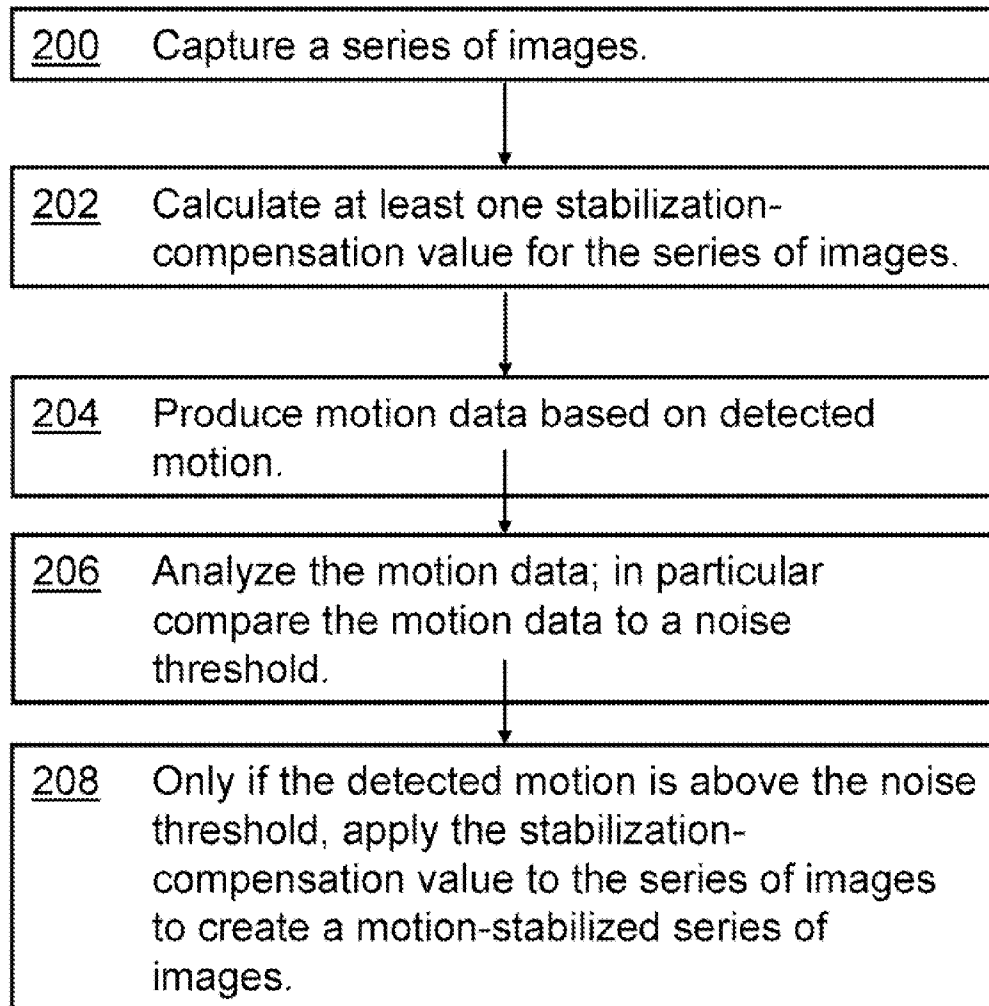 200 Capture a series of images.
202 Calculate at least one stabilization-
compensation value for the series of images.
204 Produce motion data based on detected
motion.
206 Analyze the motion data; in particular
compare the motion data to a noise
threshold.
208 Only if the detected motion is above the noise
threshold, apply the stabilization-
compensation value to the series of images
to create a motion-stabilized series of
images.